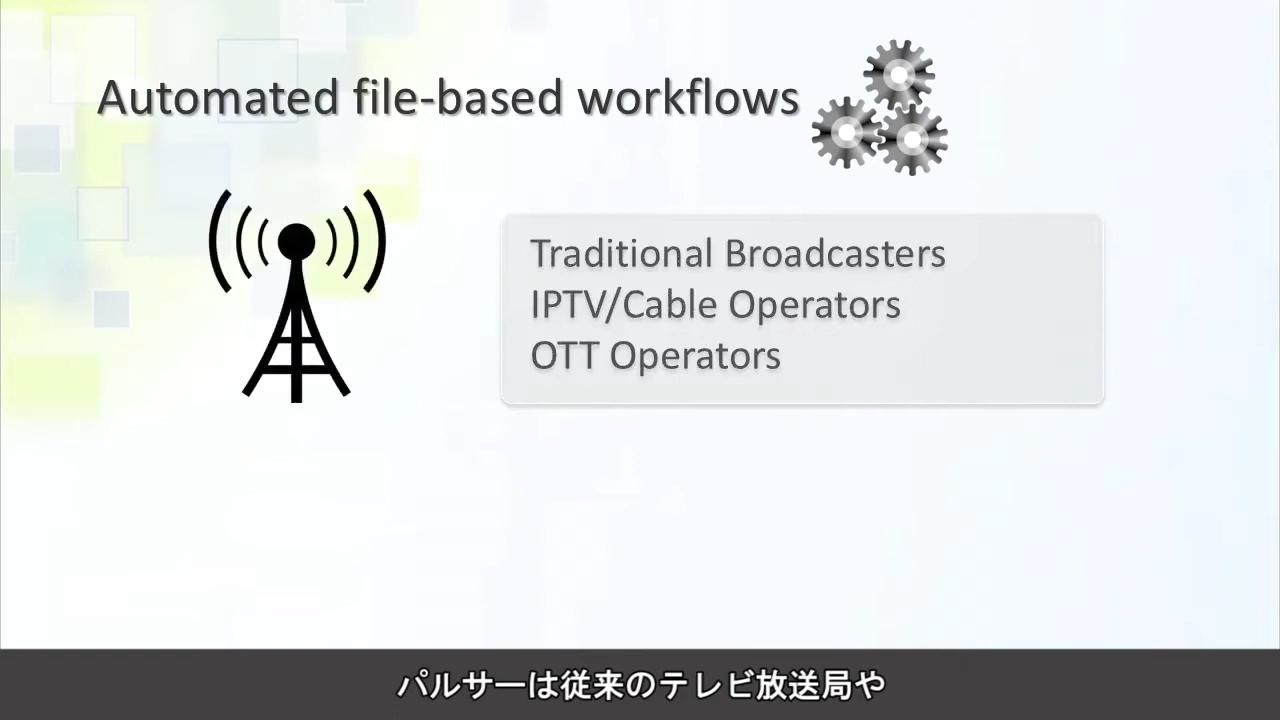 Automated file-based workflows
Traditional Broadcasters
IPTV/Cable Operators
OTT Operators
パルサーは従来のテレビ放送局や